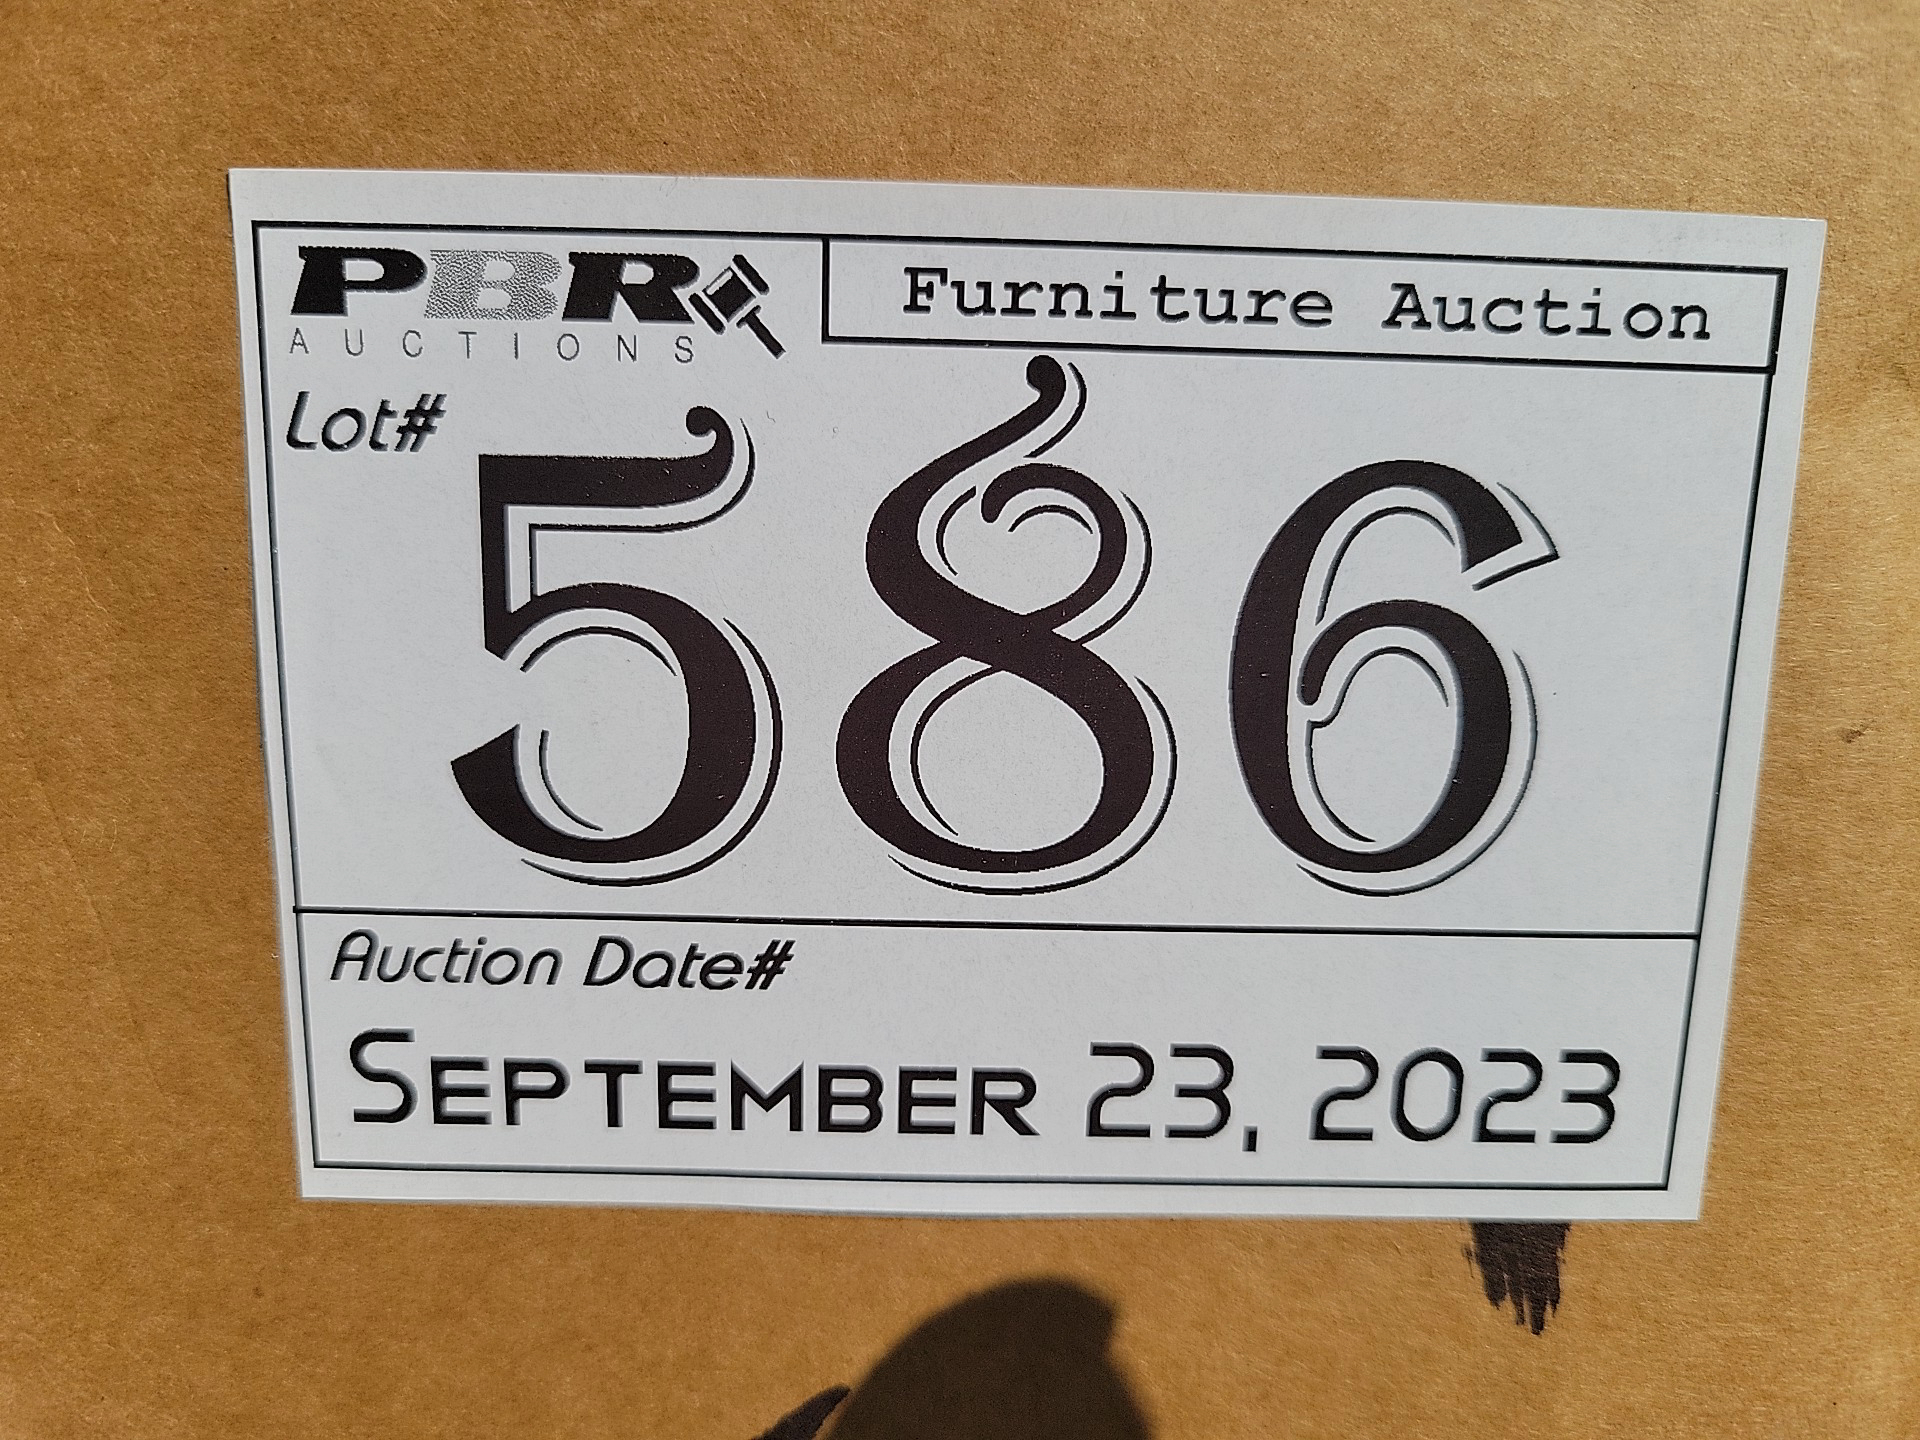 PBR
AUCTIONS
Furniture Auction
Lot#
586
Auction Date#
SEPTEMBER 23, 2023